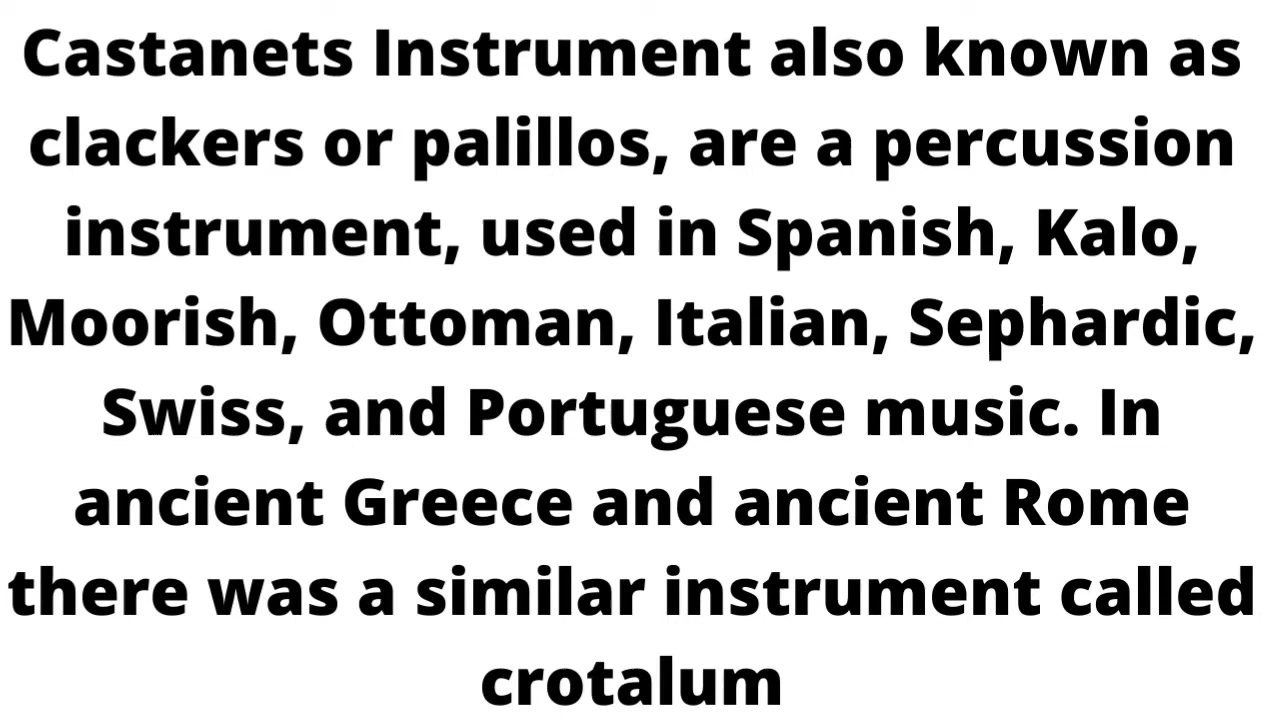 Castanets Instrument also known as
clackers or palillos, are a percussion
instrument, used in Spanish, Kalo,
Moorish, Ottoman, Italian, Sephardic,
Swiss, and Portuguese music. In
ancient Greece and ancient Rome
there was a similar instrument called
crotalum